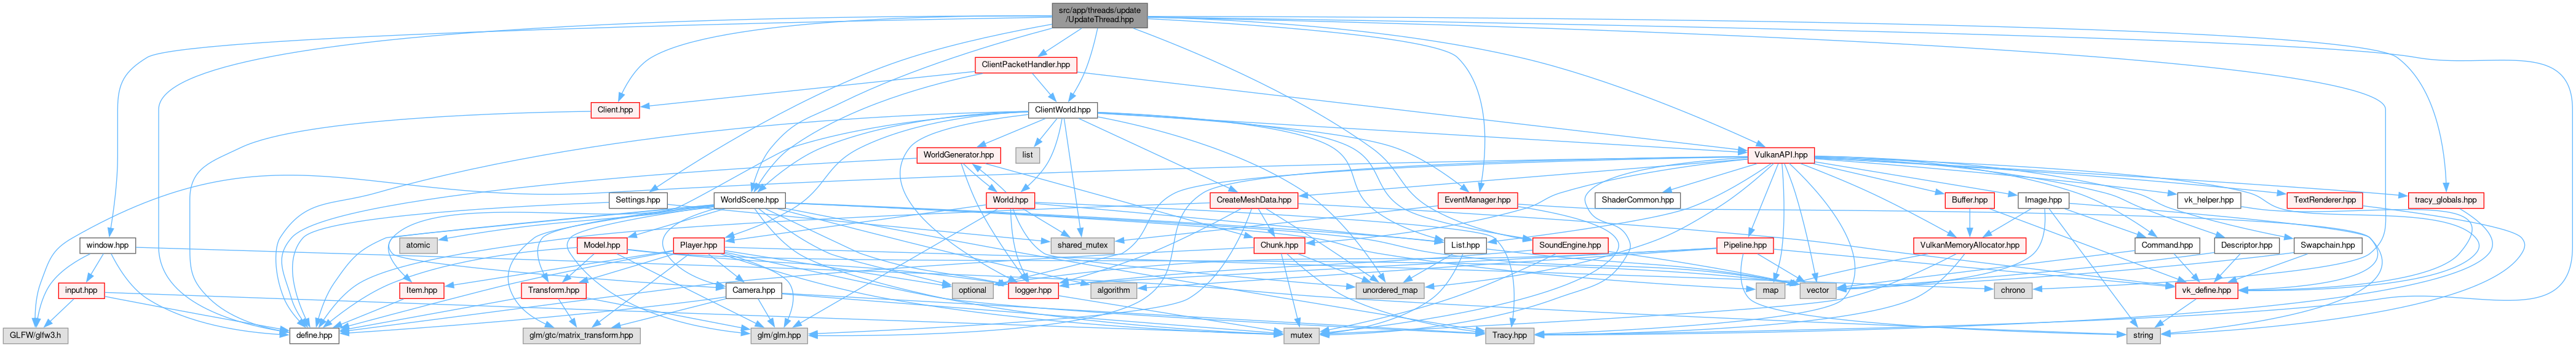 src/app/threads/update
/UpdateThread.hpp
ClientPacketHandler.hpp
Client.hpp
ClientWorld.hpp
WorldGenerator.hpp
list
VulkanAPI.hpp
Settings.hpp
WorldScene.hpp
World.hpp
CreateMeshData.hpp
EventManager.hpp
ShaderCommon.hpp
Buffer.hpp
Image.hpp
vk_helper.hpp
TextRenderer.hpp
tracy_globals.hpp
window.hpp
atomic
Model.hpp
Player.hpp
shared_mutex
Chunk.hpp
List.hpp
SoundEngine.hpp
Pipeline.hpp
VulkanMemoryAllocator.hpp
Command.hpp
Descriptor.hpp
Swapchain.hpp
input.hpp
Item.hpp
Transform.hpp
Camera.hpp
optional
logger.hpp
algorithm
unordered_map
map
vector
chrono
vk_define.hpp
GLFW/glfw3.h
define.hpp
glm/gtc/matrix_transform.hpp
glm/glm.hpp
mutex
Tracy.hpp
string